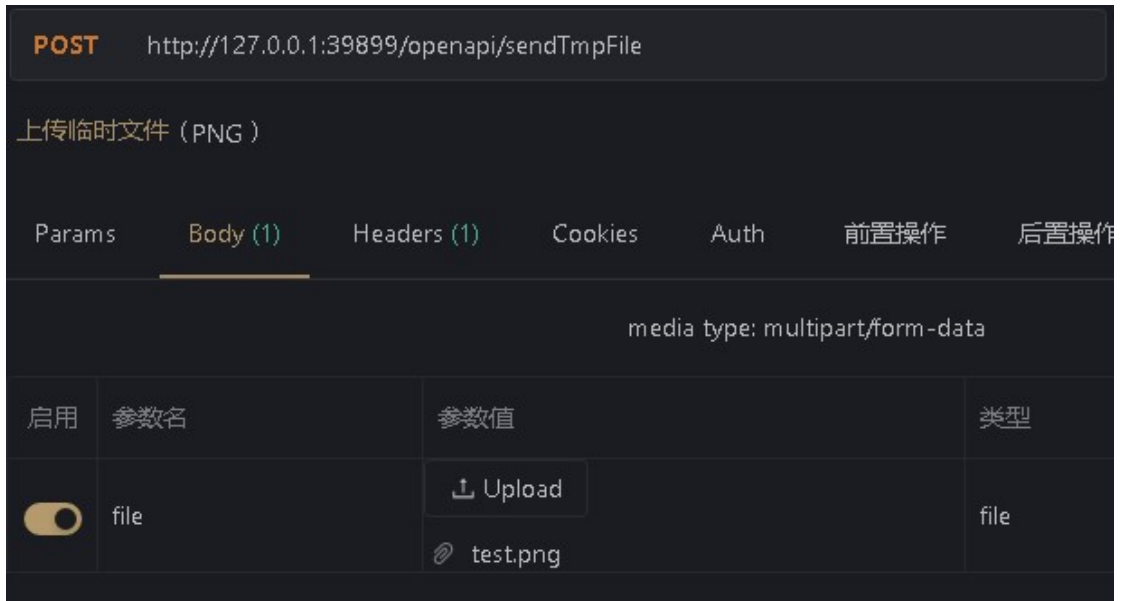 POST http://127.0.0.1:39899/openapi/sendTmpFile
上传临时文件 (PNG)
Params Body (1) Headers (1) Cookies Auth 前置操作 后置操作
media type: multipart/form-data
启用 参数名 参数值 类型
Upload
file file
test.png